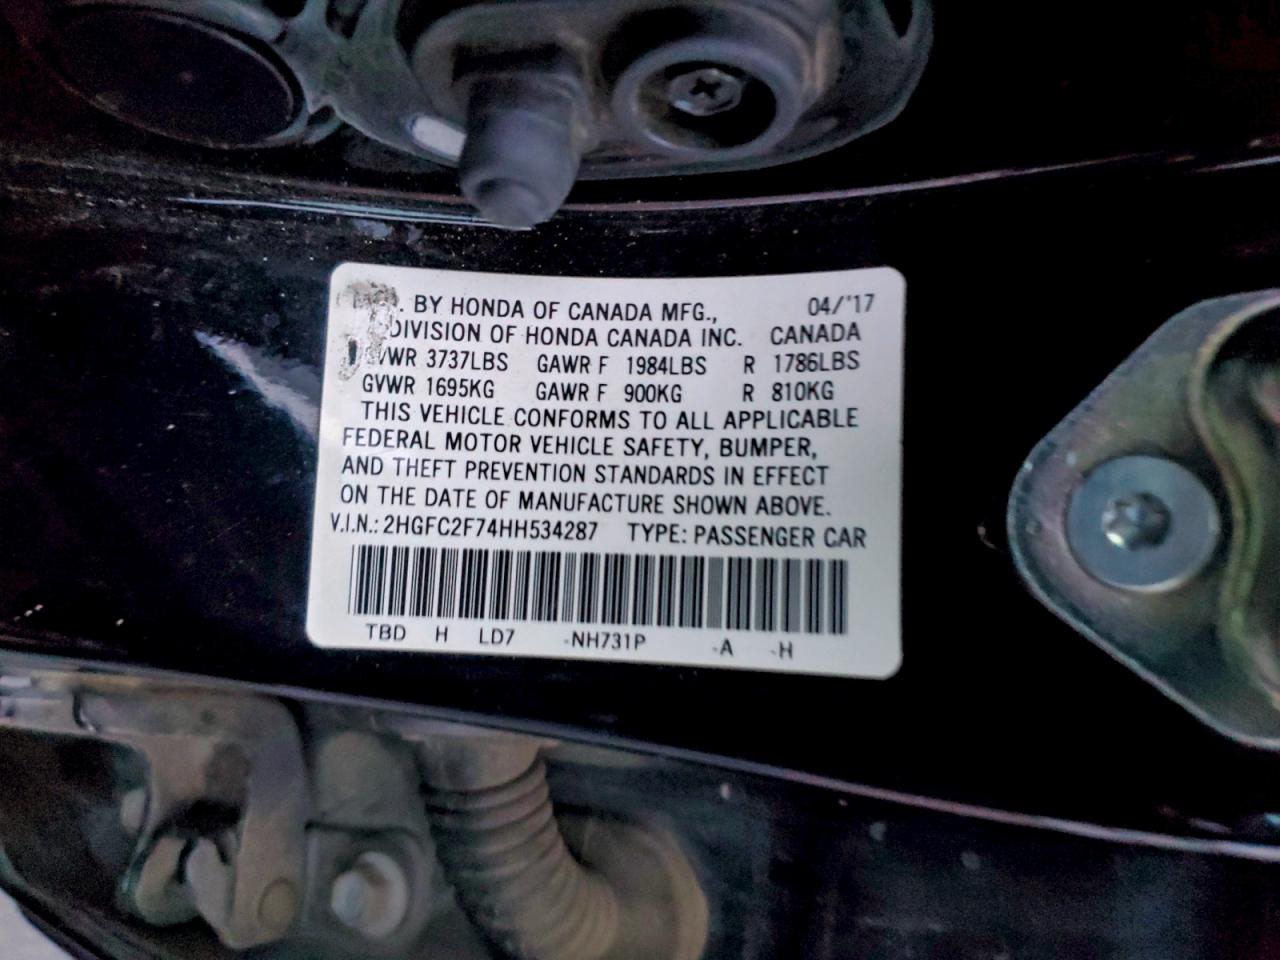 . BY HONDA OF CANADA MFG., 04/'17
DIVISION OF HONDA CANADA INC. CANADA
GVWR 3737LBS GAWR F 1984LBS R 1786LBS
GVWR 1695KG GAWR F 900KG R 810KG
THIS VEHICLE CONFORMS TO ALL APPLICABLE
FEDERAL MOTOR VEHICLE SAFETY, BUMPER,
AND THEFT PREVENTION STANDARDS IN EFFECT
ON THE DATE OF MANUFACTURE SHOWN ABOVE.
V.I.N.: 2HGFC2F74HH534287 TYPE: PASSENGER CAR
TBD H LD7 -NH731P -A -H